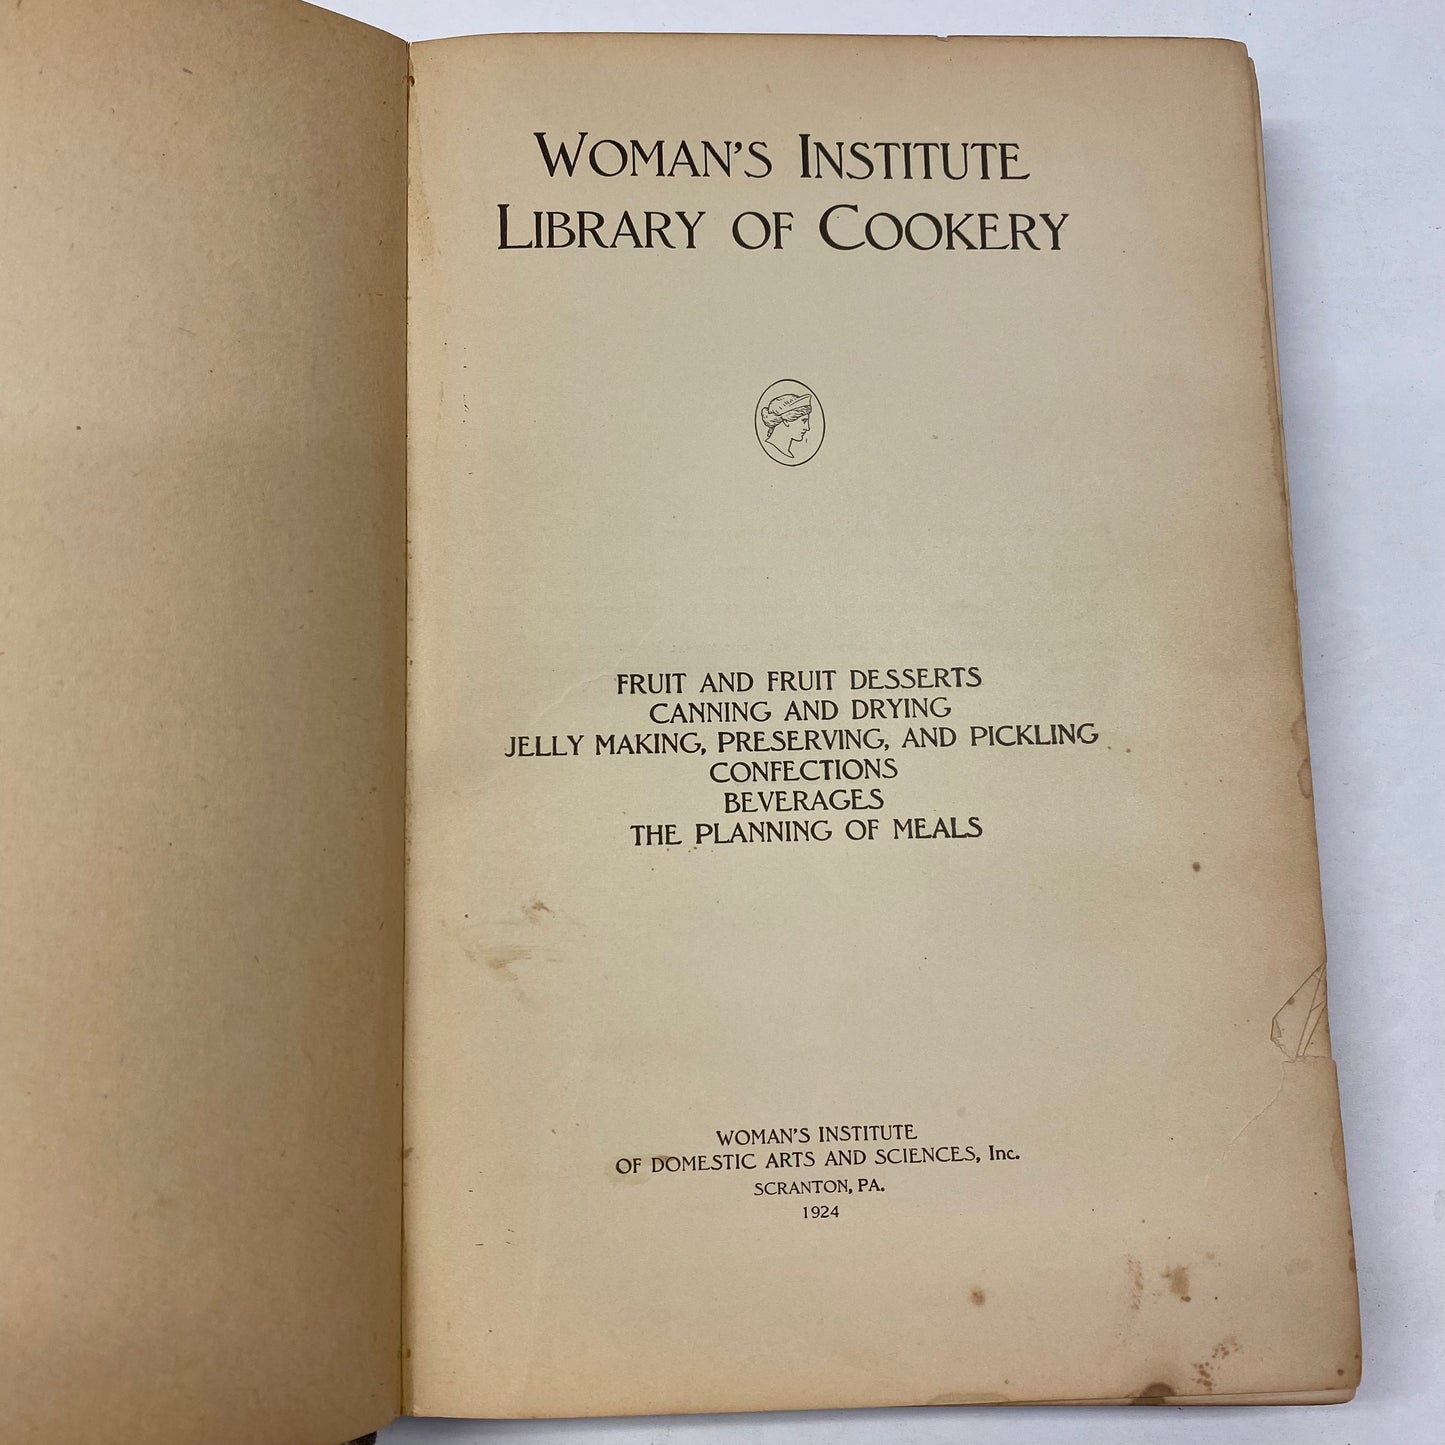 WOMAN'S INSTITUTE
LIBRARY OF COOKERY
FRUIT AND FRUIT DESSERTS
CANNING AND DRYING
JELLY MAKING, PRESERVING, AND PICKLING
CONFECTIONS
BEVERAGES
THE PLANNING OF MEALS
WOMAN'S INSTITUTE
OF DOMESTIC ARTS AND SCIENCES, Inc.
SCRANTON, PA.
1924